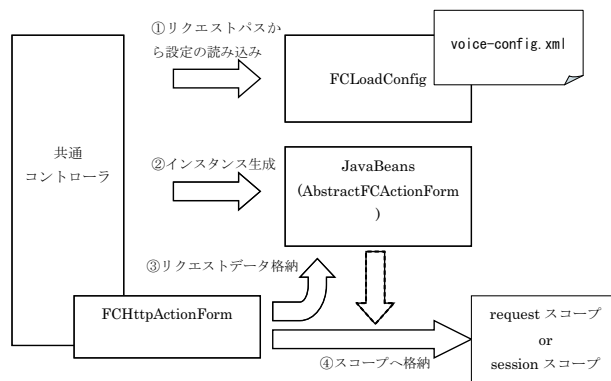 ①リクエストパスか
ら設定の読み込み
voice-config.xml
FCLoadConfig
共通
コントローラ
②インスタンス生成
JavaBeans
(AbstractFCActionForm
)
③リクエストデータ格納
FCHttpActionForm
request スコープ
or
session スコープ
④スコープへ格納